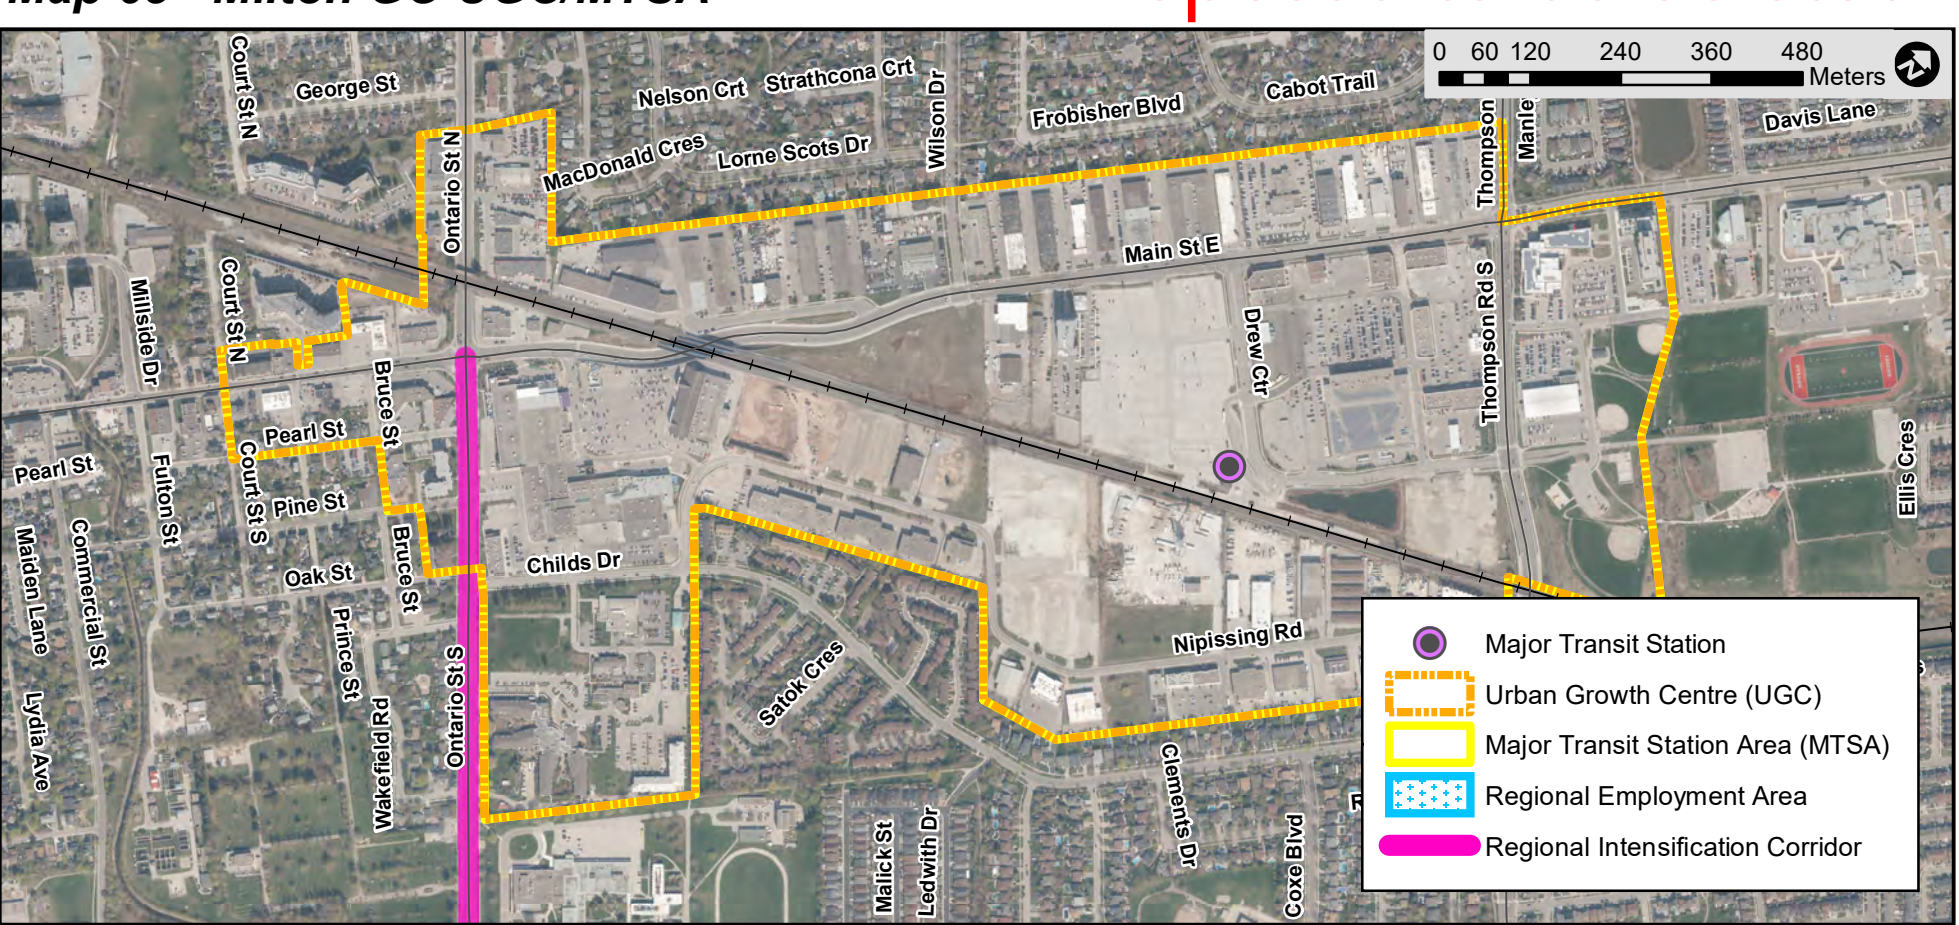 0 60 120 240 360 480
Meters
Court St N
George St
Nelson Crt
Strathcona Crt
Wilson Dr
Frobisher Blvd
Cabot Trail
Thompson
Davis Lane
Ontario St N
MacDonald Cres
Lorne Scots Dr
Main St E
Millside Dr
Court St N
Bruce St
Drew Ctr
Thompson Rd S
Pearl St
Pearl St
Fulton St
Court St S
Pine St
Ellis Cres
Maiden Lane
Commercial St
Oak St
Bruce St
Childs Dr
Prince St
Ontario St S
Satok Cres
Nipissing Rd
Lydia Ave
Wakefield Rd
Malick St
Ledwith Dr
Clements Dr
Coxe Blvd
Major Transit Station
Urban Growth Centre (UGC)
Major Transit Station Area (MTSA)
Regional Employment Area
Regional Intensification Corridor